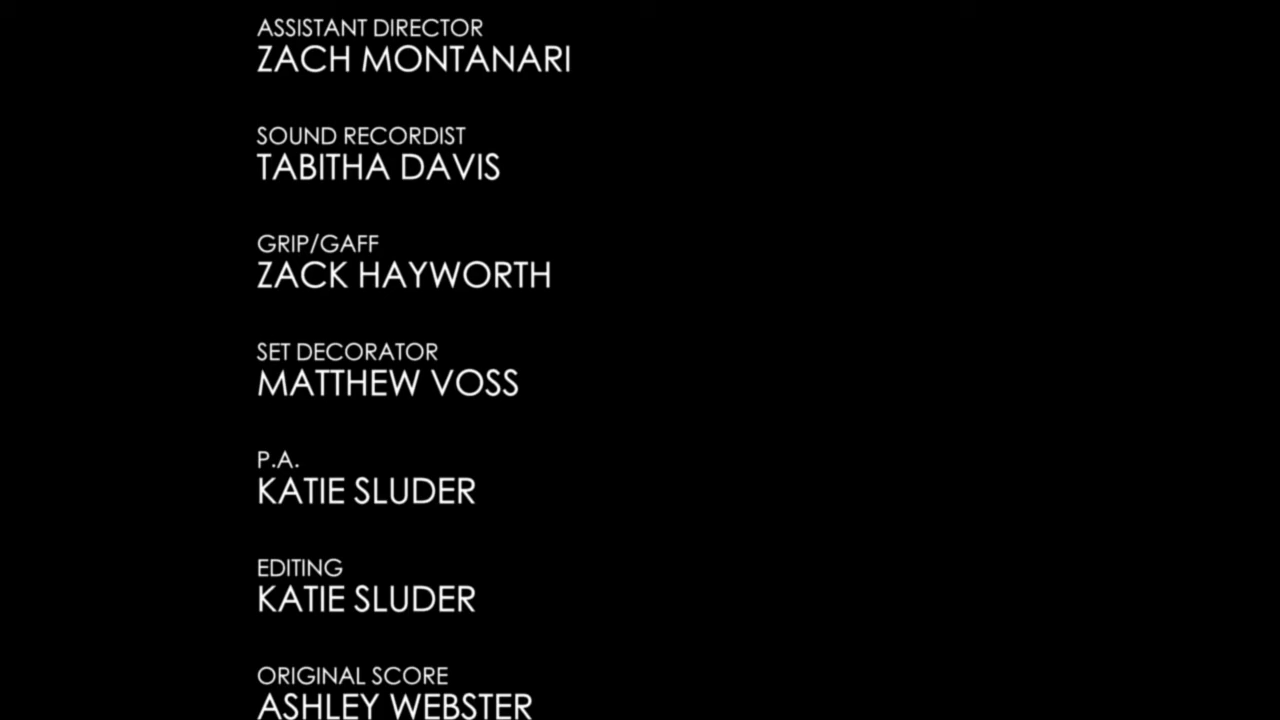 ASSISTANT DIRECTOR
ZACH MONTANARI
SOUND RECORDIST
TABITHA DAVIS
GRIP/GAFF
ZACK HAYWORTH
SET DECORATOR
MATTHEW VOSS
P.A.
KATIE SLUDER
EDITING
KATIE SLUDER
ORIGINAL SCORE
ASHLEY WEBSTER